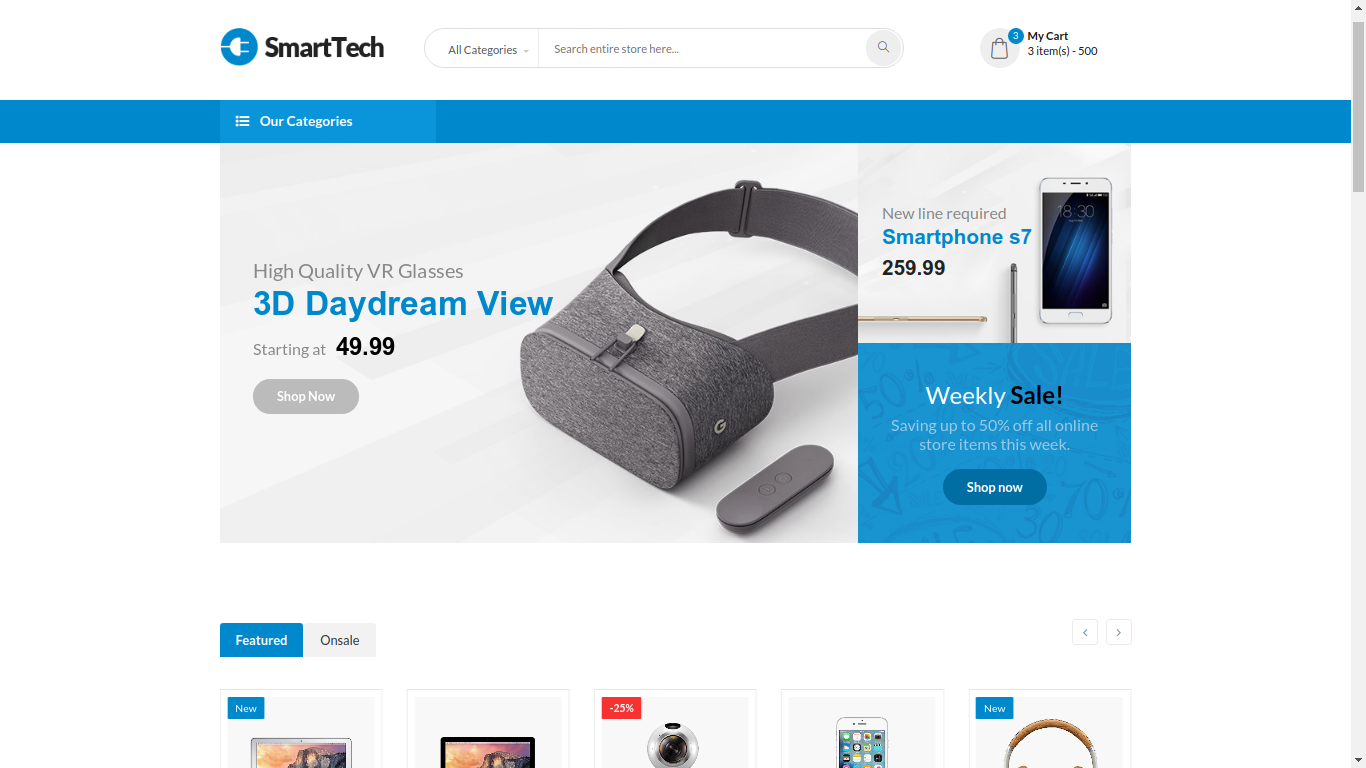 SmartTech
All Categories
Search entire store here...
3
My Cart
3 item(s) - 500
Our Categories
High Quality VR Glasses
3D Daydream View
Starting at 49.99
Shop Now
New line required
Smartphone s7
259.99
18:30
Weekly Sale!
Saving up to 50% off all online
store items this week.
Shop now
Featured
Onsale
New
-25%
New